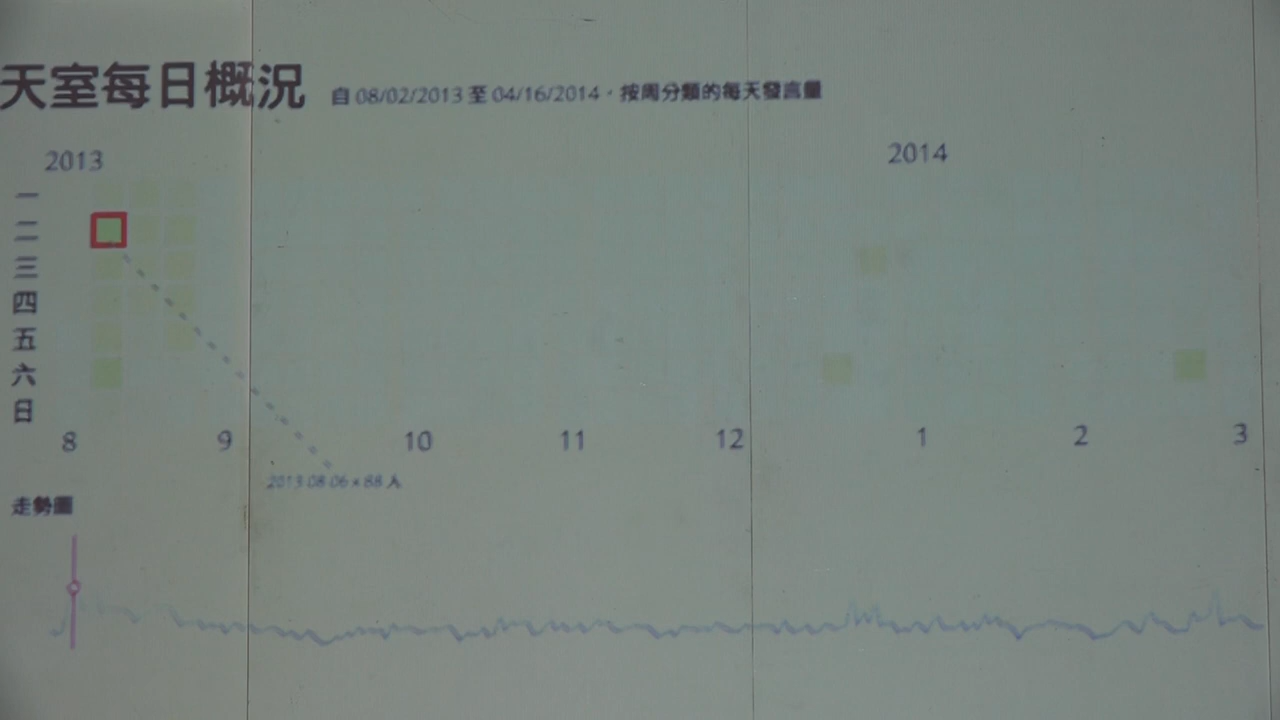 天室每日概況 自 08/02/2013 至 04/16/2014，按周分類的每天發言量
2013 2014
一
二
三
四
五
六
日
8 9 10 11 12 1 2 3
2013-08-06 x 88 人
走勢圖